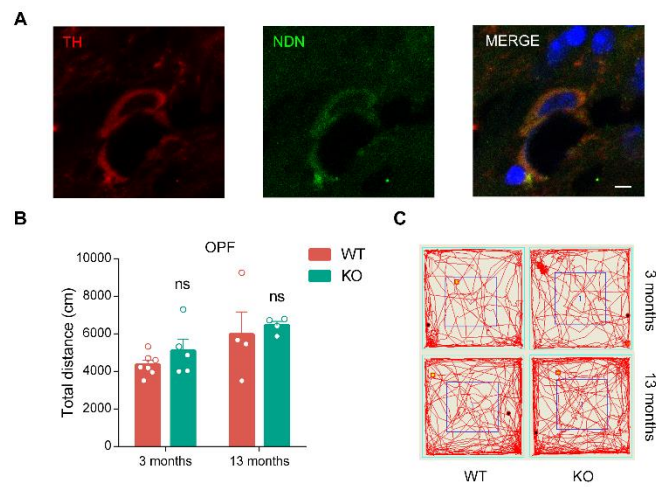 A
TH
NDN
MERGE
B
OPF
WT
KO
Total distance (cm)
10000
8000
6000
4000
2000
0
ns
ns
3 months
13 months
C
1
3 months
13 months
WT
KO